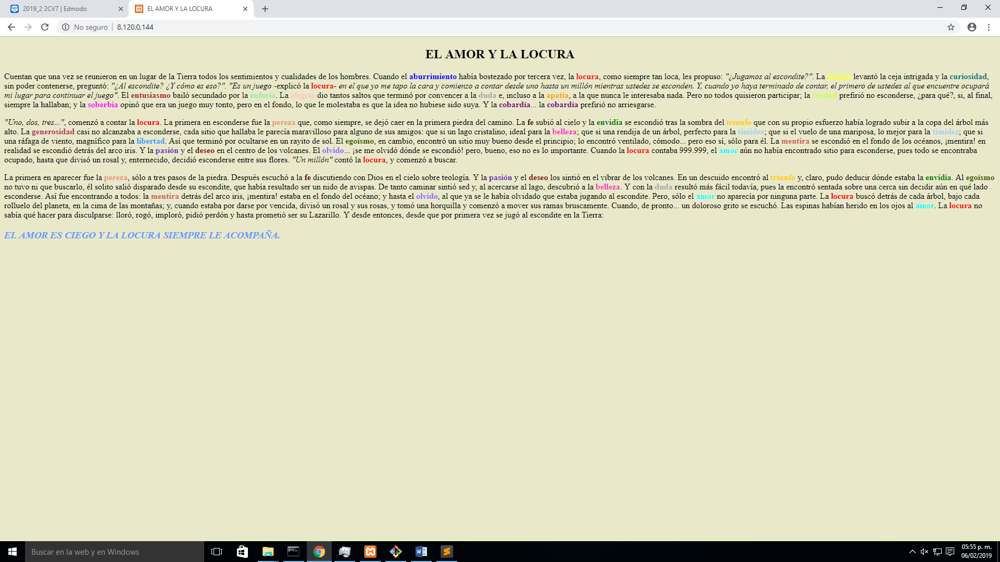 2019_2 2CV7 | Edmodo
EL AMOR Y LA LOCURA
No seguro
8.120.0.144
EL AMOR Y LA LOCURA
Cuentan que una vez se reunieron en un lugar de la Tierra todos los sentimientos y cualidades de los hombres. Cuando el aburrimiento había bostezado por tercera vez, la locura, como siempre tan loca, les propuso: "¿Jugamos al escondite?". La intriga levantó la ceja intrigada y la curiosidad,
sin poder contenerse, preguntó: "¿Al escondite? ¿Y cómo es eso?". "Es un juego -explicó la locura- en el que yo me tapo la cara y comienzo a contar desde uno hasta un millón mientras ustedes se esconden. Y, cuando yo haya terminado de contar, el primero de ustedes al que encuentre ocupará
mi lugar para continuar el juego". El entusiasmo bailó secundado por la euforia. La alegría dio tantos saltos que terminó por convencer a la duda e, incluso a la apatía, a la que nunca le interesaba nada. Pero no todos quisieron participar; la verdad prefirió no esconderse, ¿para qué?, si, al final,
siempre la hallaban; y la soberbia opinó que era un juego muy tonto, pero en el fondo, lo que le molestaba es que la idea no hubiese sido suya. Y la cobardía... la cobardía prefirió no arriesgarse.
"Uno, dos, tres...", comenzó a contar la locura. La primera en esconderse fue la pereza que, como siempre, se dejó caer en la primera piedra del camino. La fe subió al cielo y la envidia se escondió tras la sombra del triunfo que con su propio esfuerzo había logrado subir a la copa del árbol más
alto. La generosidad casi no alcanzaba a esconderse, cada sitio que hallaba le parecía maravilloso para alguno de sus amigos: que si un lago cristalino, ideal para la belleza; que si una rendija de un árbol, perfecto para la timidez; que si el vuelo de una mariposa, lo mejor para la timidez; que si
una ráfaga de viento, magnífico para la libertad. Así que terminó por ocultarse en un rayito de sol. El egoísmo, en cambio, encontró un sitio muy bueno desde el principio; lo encontró ventilado, cómodo... pero eso sí, sólo para él. La mentira se escondió en el fondo de los océanos, ¡mentira! en
realidad se escondió detrás del arco iris. Y la pasión y el deseo en el centro de los volcanes. El olvido... ¡se me olvidó dónde se escondió! pero, bueno, eso no es lo importante. Cuando la locura contaba 999.999, el amor aún no había encontrado sitio para esconderse, pues todo se encontraba
ocupado, hasta que divisó un rosal y, enternecido, decidió esconderse entre sus flores. "Un millón" contó la locura, y comenzó a buscar.
La primera en aparecer fue la pereza, sólo a tres pasos de la piedra. Después escuchó a la fe discutiendo con Dios en el cielo sobre teología. Y la pasión y el deseo los sintió en el vibrar de los volcanes. En un descuido encontró al triunfo y, claro, pudo deducir dónde estaba la envidia. Al egoísmo
no tuvo ni que buscarlo, él solito salió disparado desde su escondite, que había resultado ser un nido de avispas. De tanto caminar sintió sed y, al acercarse al lago, descubrió a la belleza. Y con la duda resultó más fácil todavía, pues la encontró sentada sobre una cerca sin decidir aún en qué lado
esconderse. Así fue encontrando a todos: la mentira detrás del arco iris, ¡mentira! estaba en el fondo del océano; y hasta el olvido, al que ya se le había olvidado que estaba jugando al escondite. Pero, sólo el amor no aparecía por ninguna parte. La locura buscó detrás de cada árbol, bajo cada
rolluelo del planeta, en la cima de las montañas; y, cuando estaba por darse por vencida, divisó un rosal y sus rosas, y tomó una horquilla y comenzó a mover sus ramas bruscamente. Cuando, de pronto... un doloroso grito se escuchó. Las espinas habían herido en los ojos al amor. La locura no
sabía qué hacer para disculparse: lloró, rogó, imploró, pidió perdón y hasta prometió ser su Lazarillo. Y desde entonces, desde que por primera vez se jugó al escondite en la Tierra:
EL AMOR ES CIEGO Y LA LOCURA SIEMPRE LE ACOMPAÑA.
Buscar en la web y en Windows
05:55 p. m.
06/02/2019